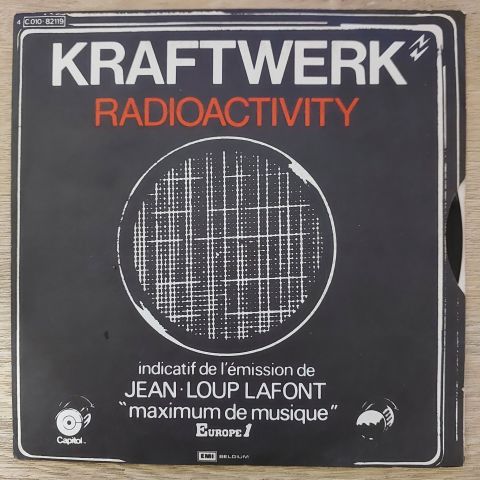 4 C 010-82119
KRAFTWERK
RADIOACTIVITY
indicatif de l'émission de
JEAN-LOUP LAFONT
"maximum de musique"
EUROPE 1
Capitol
EMI BELGIUM